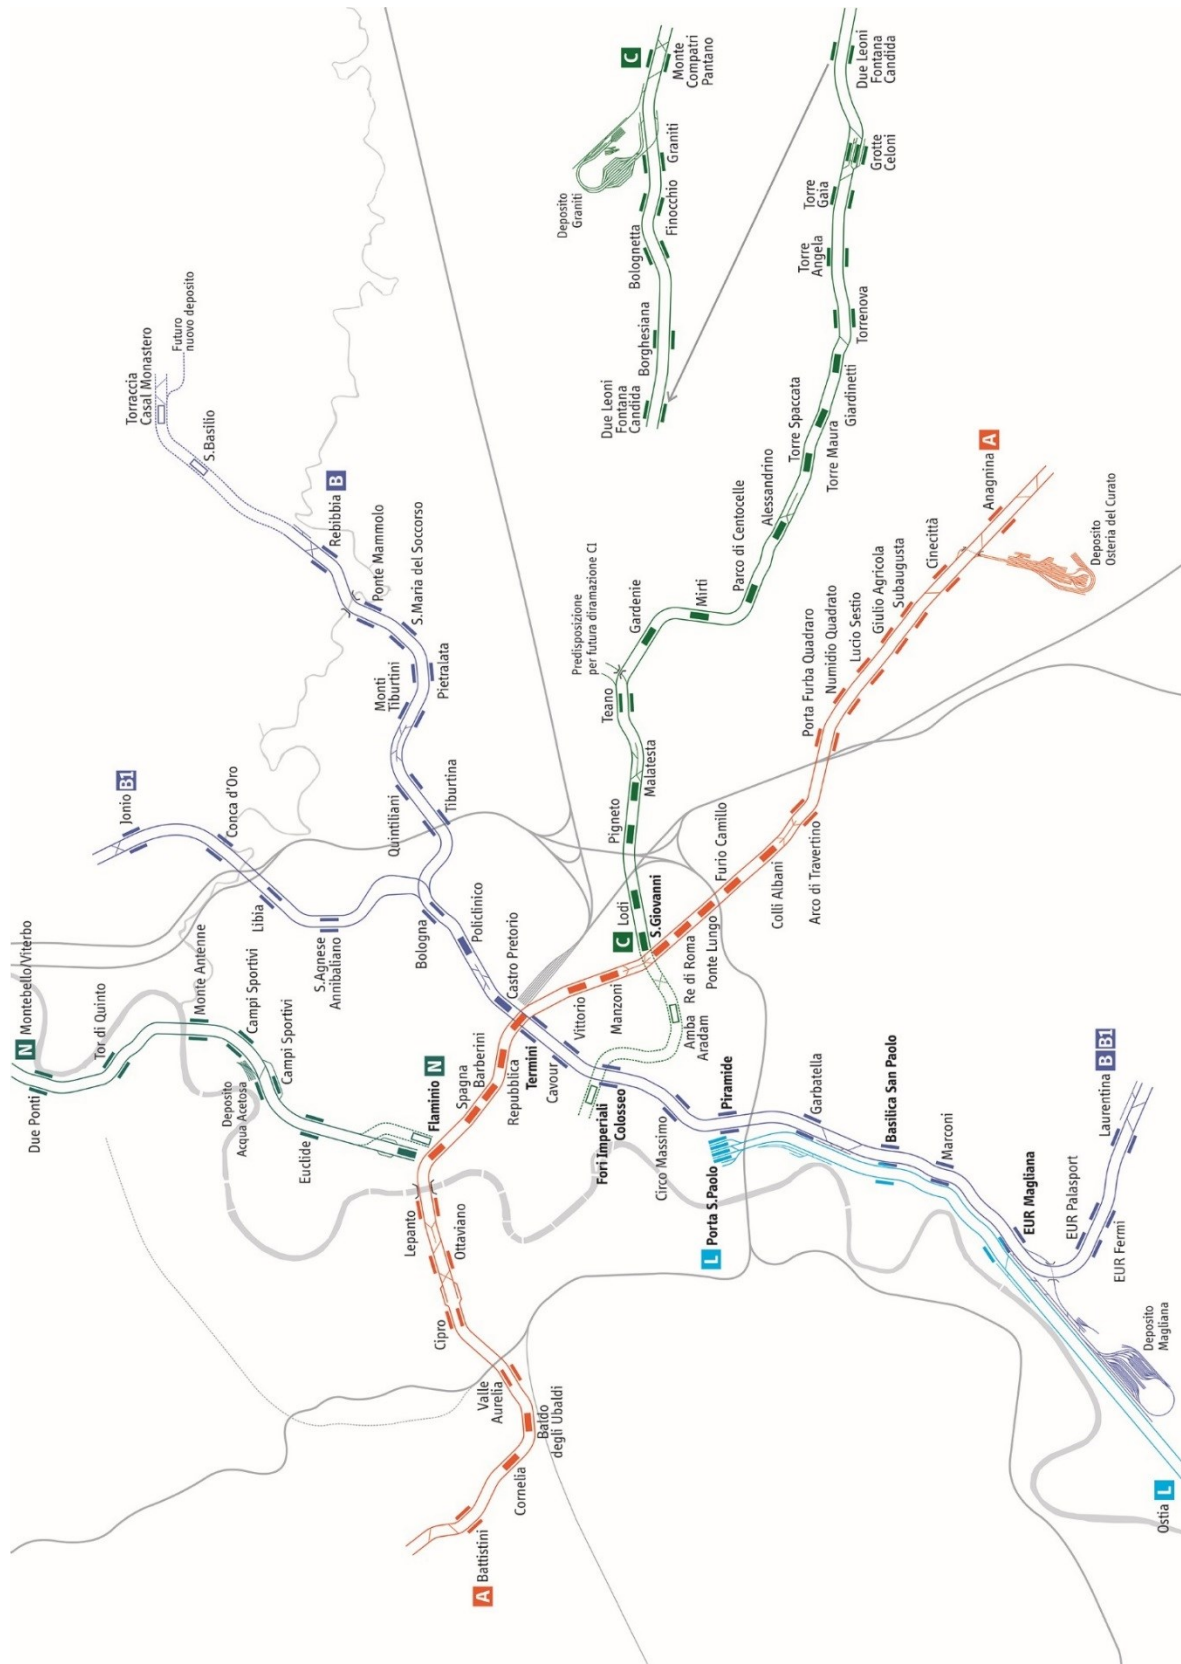 N Montebello/Viterbo
Due Ponti
Tor di Quinto
Monte Antenne
Campi Sportivi
Campi Sportivi
Deposito
Acqua Acetosa
Euclide
Flaminio N
Jonio B1
Conca d'Oro
Libia
S.Agnese
Annibaliano
Torraccia
Casal Monastero
Futuro
nuovo deposito
S.Basilio
Rebibbia B
Ponte Mammolo
S.Maria del Soccorso
Pietralata
Monti
Tiburtini
Quintiliani
Tiburtina
Bologna
Policlinico
Castro Pretorio
Termini
Cavour
Fori Imperiali
Colosseo
Circo Massimo
Piramide
Garbatella
Basilica San Paolo
Marconi
EUR Magliana
EUR Palasport
EUR Fermi
Laurentina B B1
Deposito
Magliana
L Porta S.Paolo
Ostia L
A Battistini
Cornelia
Baldo
degli Ubaldi
Valle
Aurelia
Cipro
Ottaviano
Lepanto
Spagna
Barberini
Repubblica
Vittorio
Manzoni
S.Giovanni
Re di Roma
Ponte Lungo
Furio Camillo
Colli Albani
Arco di Travertino
Porta Furba Quadraro
Numidio Quadrato
Lucio Sestio
Giulio Agricola
Subaugusta
Cinecittà
Anagnina A
Deposito
Osteria del Curato
Amba
Aradam
C
Lodi
Pigneto
Malatesta
Teano
Predisposizione
per futura diramazione C1
Gardenie
Mirti
Parco di Centocelle
Alessandrino
Torre Spaccata
Torre Maura
Giardinetti
Torrenova
Torre
Angela
Torre
Gaia
Grotte
Celoni
Due Leoni
Fontana
Candida
Due Leoni
Fontana
Candida
Borghesiana
Bolognetta
Finocchio
Graniti
Deposito
Graniti
C
Monte
Compatri
Pantano